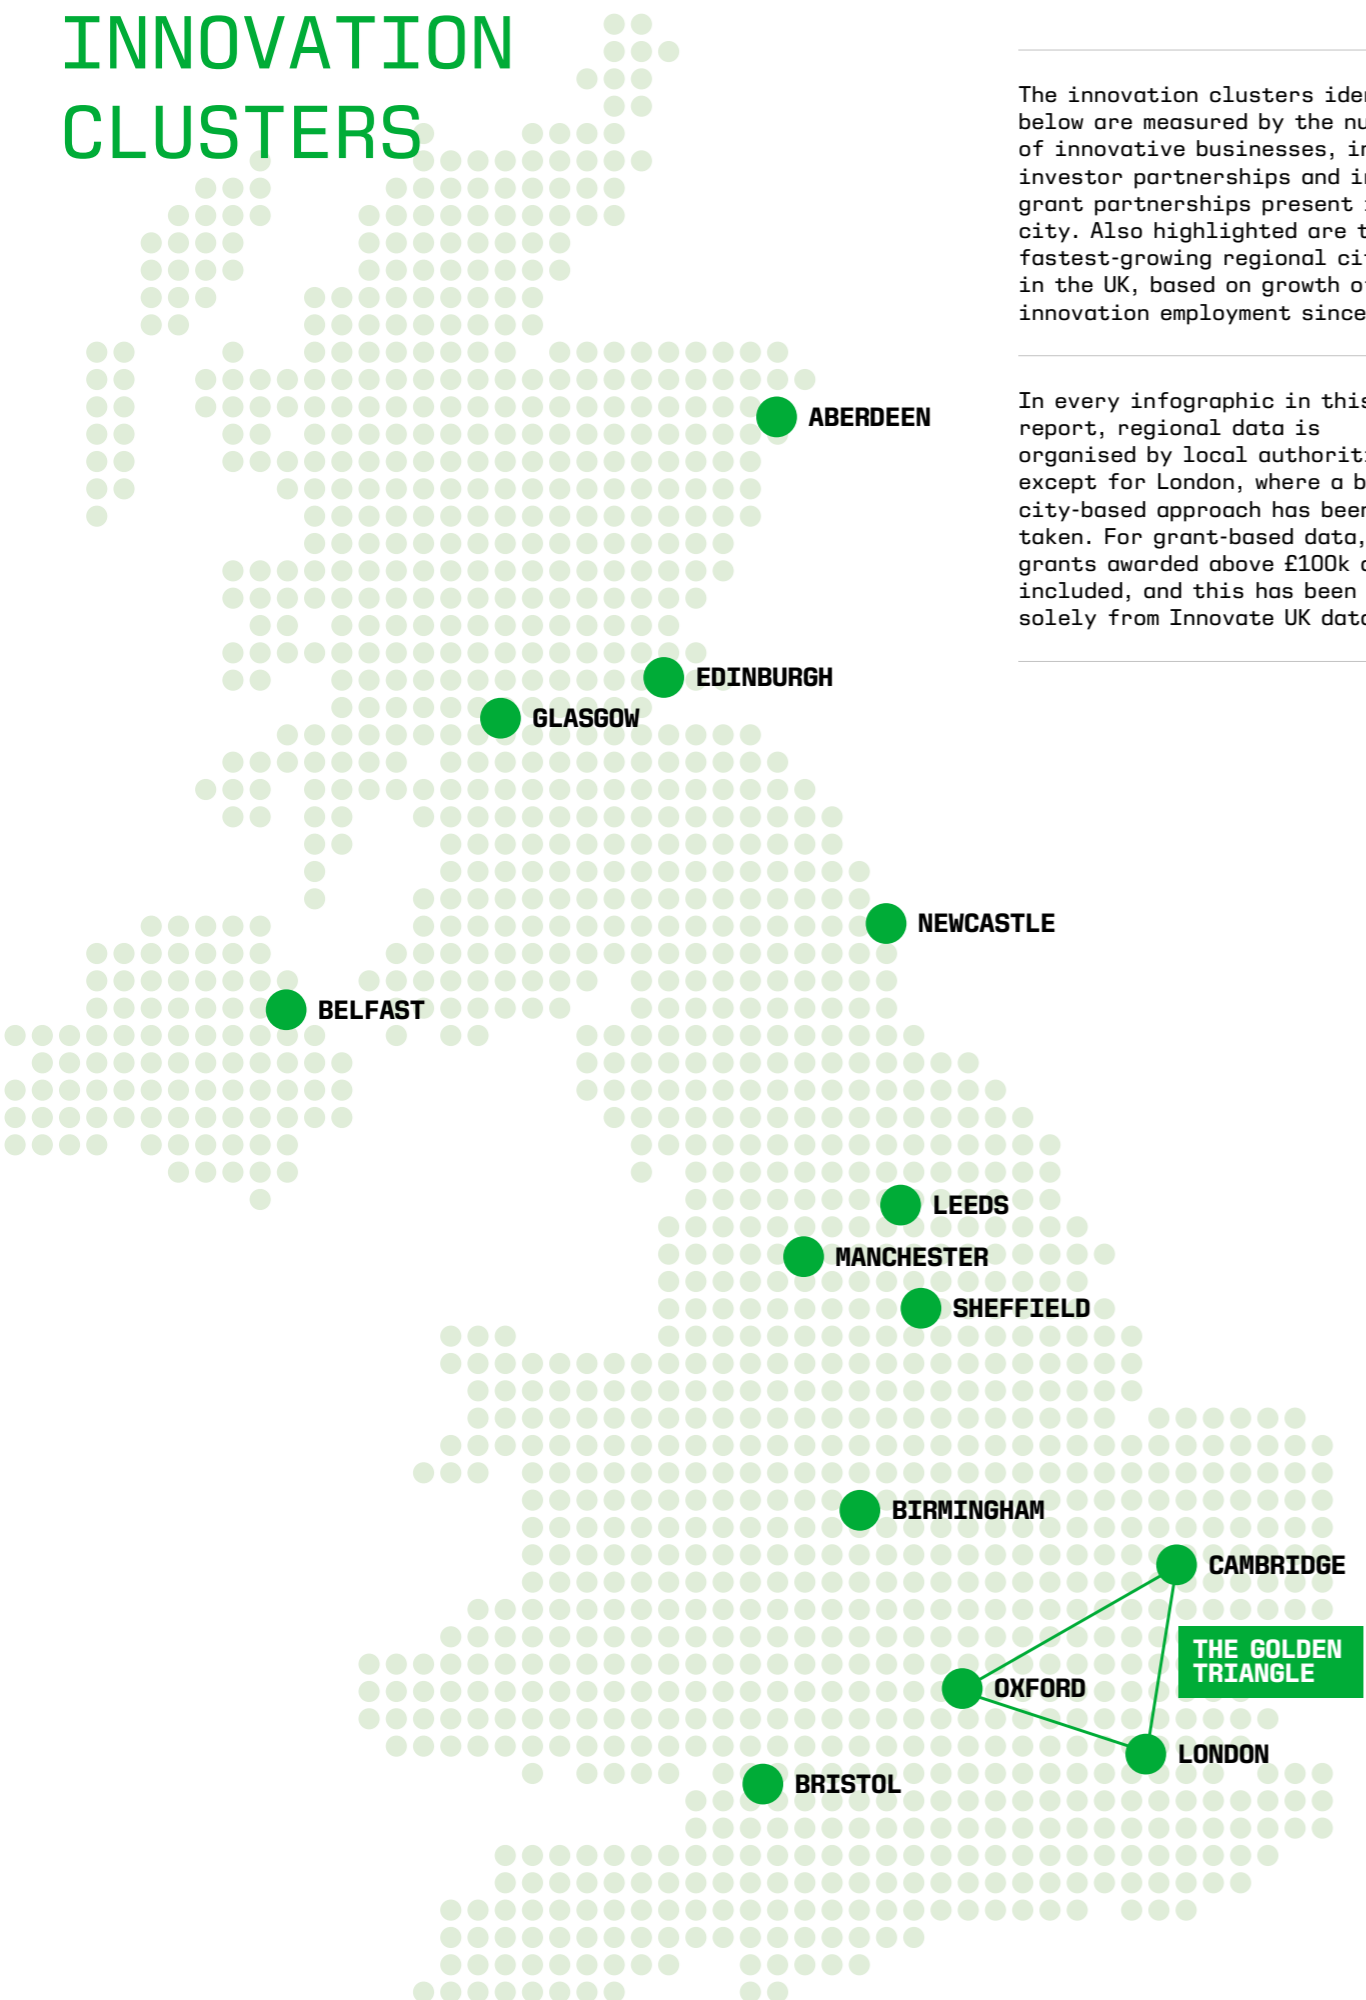 INNOVATION
CLUSTERS
The innovation clusters
below are measured by the
of innovative businesses,
investor partnerships and
grant partnerships present
city. Also highlighted are
fastest-growing regional
in the UK, based on growth
innovation employment since
In every infographic in this
report, regional data is
organised by local
except for London, where a
city-based approach has been
taken. For grant-based data,
grants awarded above £100k
included, and this has been
solely from Innovate UK
ABERDEEN
EDINBURGH
GLASGOW
NEWCASTLE
BELFAST
LEEDS
MANCHESTER
SHEFFIELD
BIRMINGHAM
CAMBRIDGE
THE GOLDEN
TRIANGLE
OXFORD
LONDON
BRISTOL